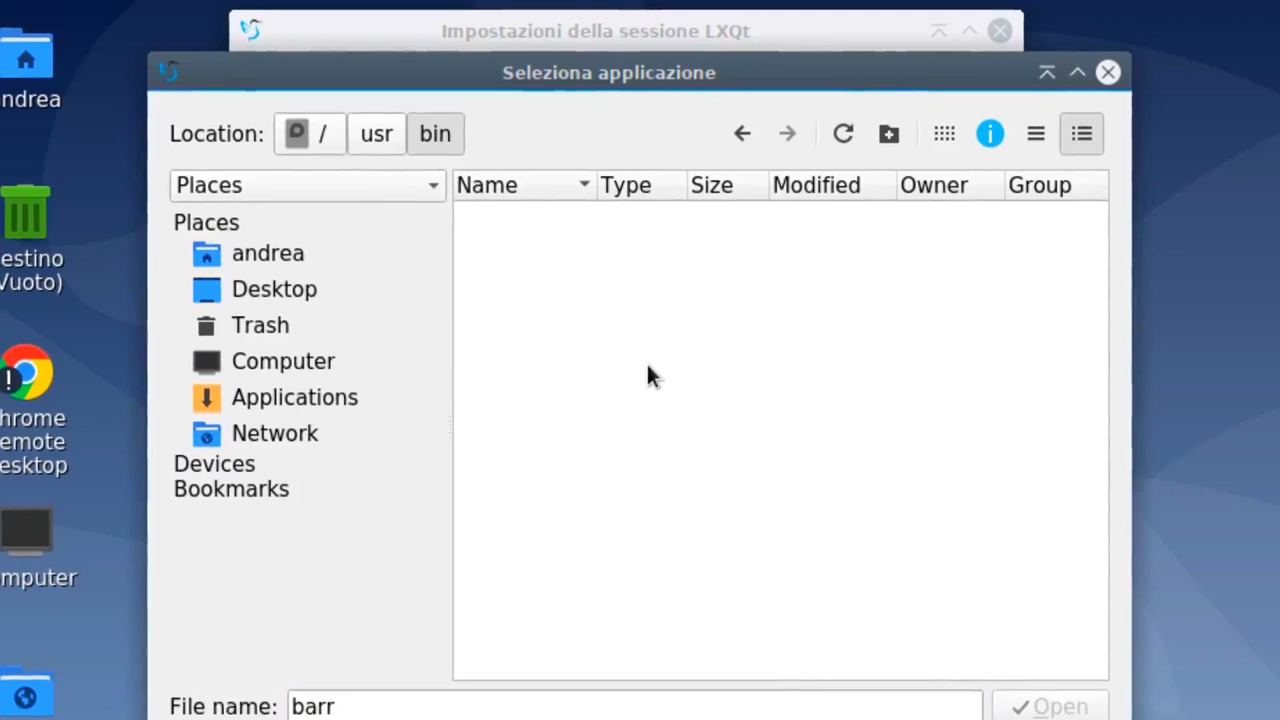 Impostazioni della sessione LXQt
Seleziona applicazione
ndrea
Location: / usr bin
Places Name Type Size Modified Owner Group
Places
andrea
Desktop
Trash
Computer
Applications
Network
Devices
Bookmarks
estino
Vuoto)
hrome
emote
esktop
mputer
File name: barr Open